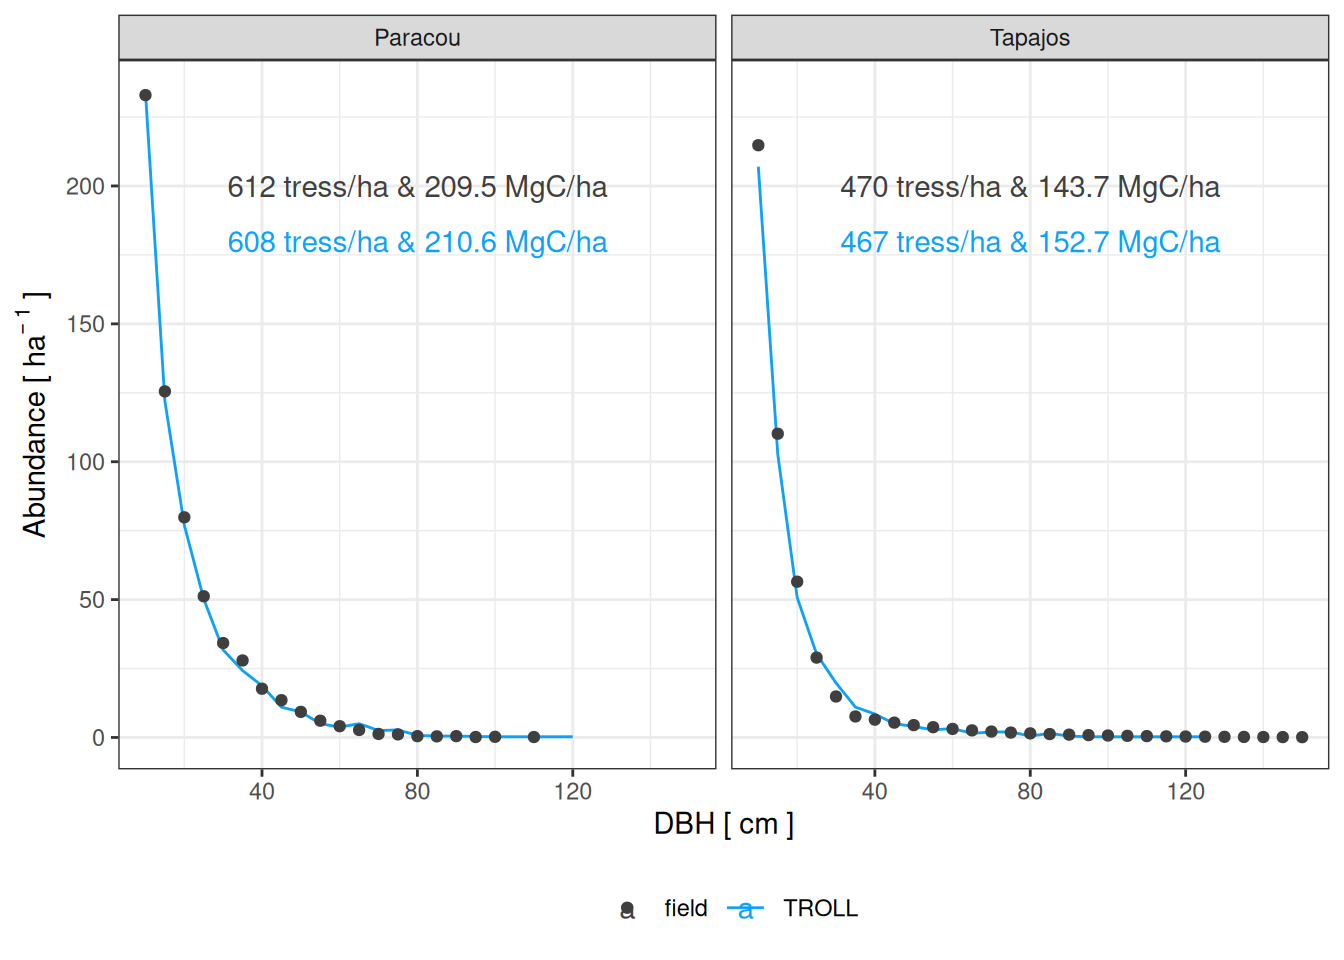 Paracou
Tapajos
612 tress/ha & 209.5 MgC/ha
608 tress/ha & 210.6 MgC/ha
470 tress/ha & 143.7 MgC/ha
467 tress/ha & 152.7 MgC/ha
Abundance [ ha⁻¹ ]
200
150
100
50
0
40
80
120
40
80
120
DBH [ cm ]
a field a TROLL